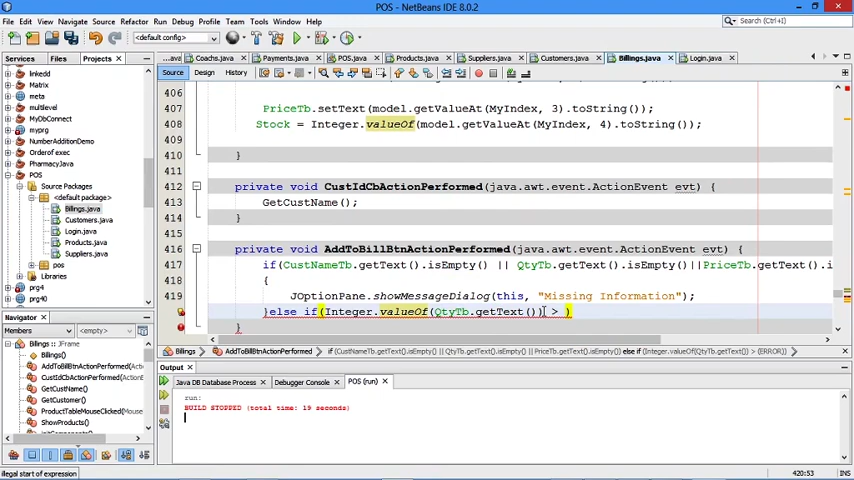 POS - NetBeans IDE 8.0.2
File Edit View Navigate Source Refactor Run Debug Profile Team Tools Window Help
Search (Ctrl+I)
<default config>
Services Files Projects
...ava Coachs.java Payments.java POS.java Products.java Suppliers.java Customers.java Billings.java Login.java
Source Design History
linkedd
Matrix
meta
multilevel
MyDbConnect
myprg
NumberAdditionDemo
Orderof exec
PharmacyJava
POS
Source Packages
<default package>
Billings.java
Customers.java
Login.java
Products.java
Suppliers.java
pos
Libraries
prg4
prg40
406
407 PriceTb.setText(model.getValueAt(MyIndex, 3).toString());
408 Stock = Integer.valueOf(model.getValueAt(MyIndex, 4).toString());
409
410 }
412 private void CustIdCbActionPerformed(java.awt.event.ActionEvent evt) {
413 GetCustName();
414 }
416 private void AddToBillBtnActionPerformed(java.awt.event.ActionEvent evt) {
417 if(CustNameTb.getText().isEmpty() || QtyTb.getText().isEmpty()||PriceTb.getText().i
418 {
419 JOptionPane.showMessageDialog(this, "Missing Information");
}else if(Integer.valueOf(QtyTb.getText()) > )
}
Navigator
Members <empty>
Billings :: JFrame
Billings()
AddToBillBtnActionPerformed(
CustIdCbActionPerformed(Actio
GetCustName()
GetCustomer()
ProductTableMouseClicked(Mou
ShowProducts()
Billings AddToBillBtnActionPerformed if (CustNameTb.getText().isEmpty() || QtyTb.getText().isEmpty() || PriceTb.getText().isEmpty()) else if (Integer.valueOf(QtyTb.getText()) > (ERROR))
Output
Java DB Database Process Debugger Console POS (run)
run:
BUILD STOPPED (total time: 19 seconds)
illegal start of expression
420:53
INS